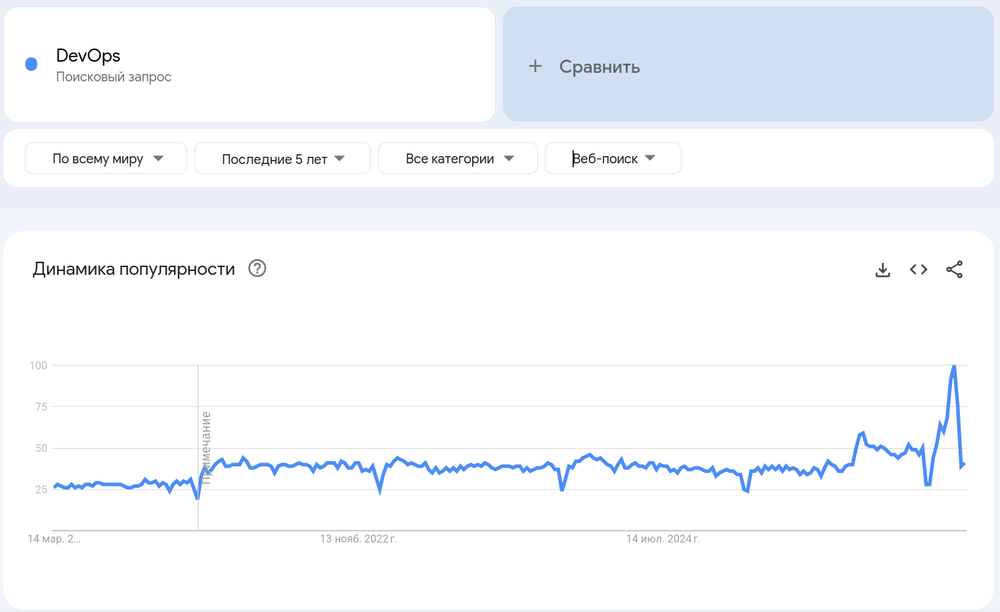 DevOps
Поисковый запрос
+ Сравнить
По всему миру
Последние 5 лет
Все категории
Веб-поиск
Динамика популярности
100
75
50
25
Примечание
14 мар. 2...
13 нояб. 2022 г.
14 июл. 2024 г.